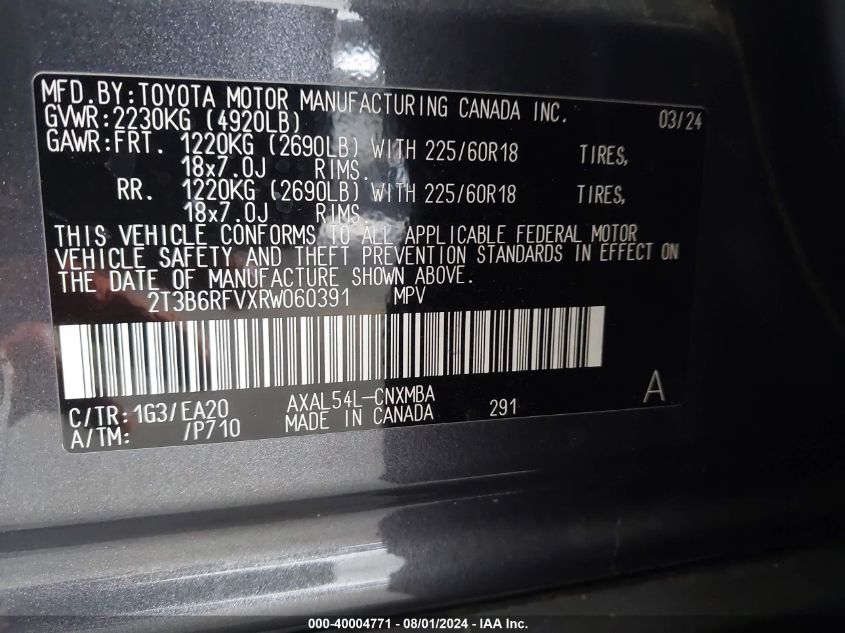 MFD.BY:TOYOTA MOTOR MANUFACTURING CANADA INC. 03/24
GVWR:2230KG (4920LB)
GAWR:FRT. 1220KG (2690LB) WITH 225/60R18 TIRES,
18x7.0J RIMS.
RR. 1220KG (2690LB) WITH 225/60R18 TIRES,
18x7.0J RIMS.
THIS VEHICLE CONFORMS TO ALL APPLICABLE FEDERAL MOTOR
VEHICLE SAFETY AND THEFT PREVENTION STANDARDS IN EFFECT ON
THE DATE OF MANUFACTURE SHOWN ABOVE.
2T3B6RFVXRW060391 MPV
C/TR:1G3/EA20 AXAL54L-CNXMBA A
A/TM: /P710 MADE IN CANADA 291
000-40004771 - 08/01/2024 - IAA Inc.